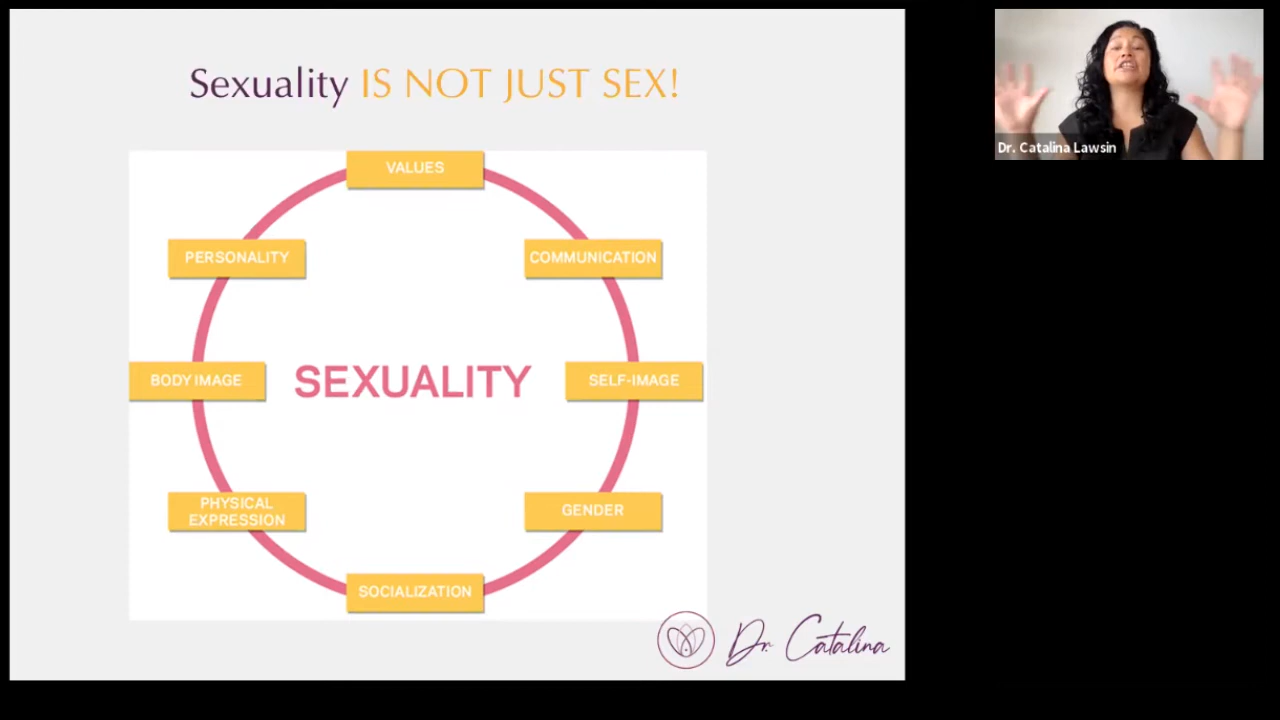 Sexuality IS NOT JUST SEX!
VALUES
PERSONALITY
COMMUNICATION
BODY IMAGE
SEXUALITY
SELF-IMAGE
PHYSICAL
EXPRESSION
GENDER
SOCIALIZATION
Dr. Catalina
Dr. Catalina Lawsin